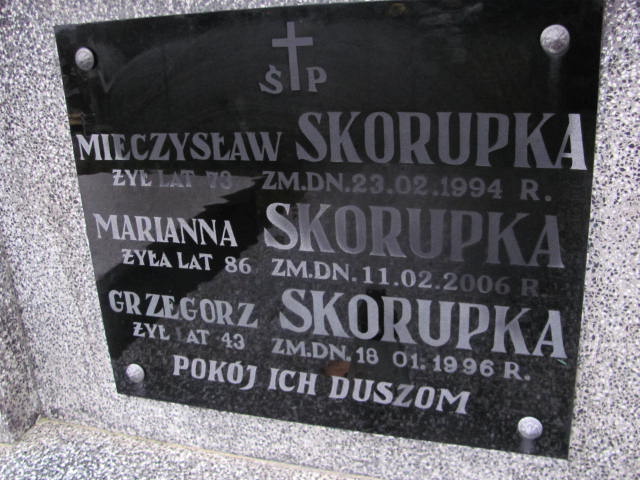 Ś P
MIECZYSŁAW SKORUPKA
ŻYŁ LAT 73 ZM.DN.23.02.1994 R.
MARIANNA SKORUPKA
ŻYŁA LAT 86 ZM.DN.11.02.2006 R.
GRZEGORZ SKORUPKA
ŻYŁ LAT 43 ZM.DN.18 01.1996 R.
POKÓJ ICH DUSZOM